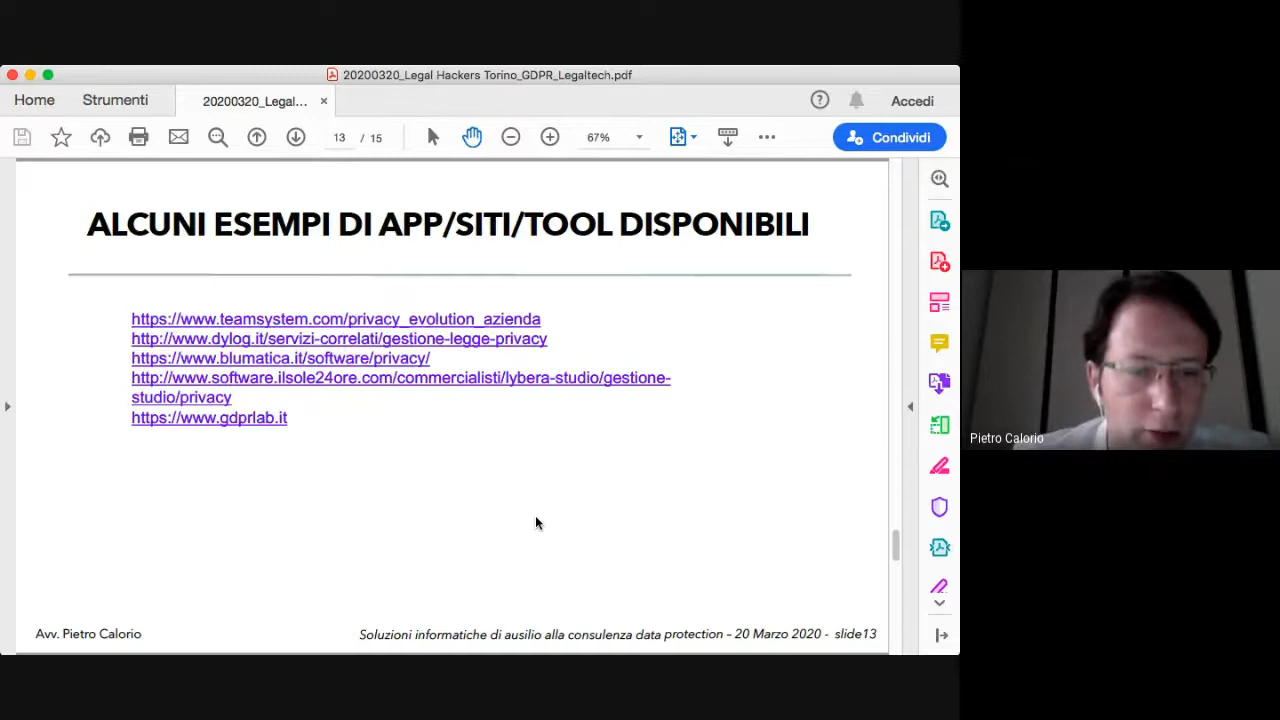 20200320_Legal Hackers Torino_GDPR_Legaltech.pdf
Home
Strumenti
20200320_Legal...
Accedi
13 / 15
67%
Condividi
ALCUNI ESEMPI DI APP/SITI/TOOL DISPONIBILI
https://www.teamsystem.com/privacy_evolution_azienda
http://www.dylog.it/servizi-correlati/gestione-legge-privacy
https://www.blumatica.it/software/privacy/
http://www.software.ilsole24ore.com/commercialisti/lybera-studio/gestione-
studio/privacy
https://www.gdprlab.it
Pietro Calorio
Avv. Pietro Calorio
Soluzioni informatiche di ausilio alla consulenza data protection – 20 Marzo 2020 - slide13